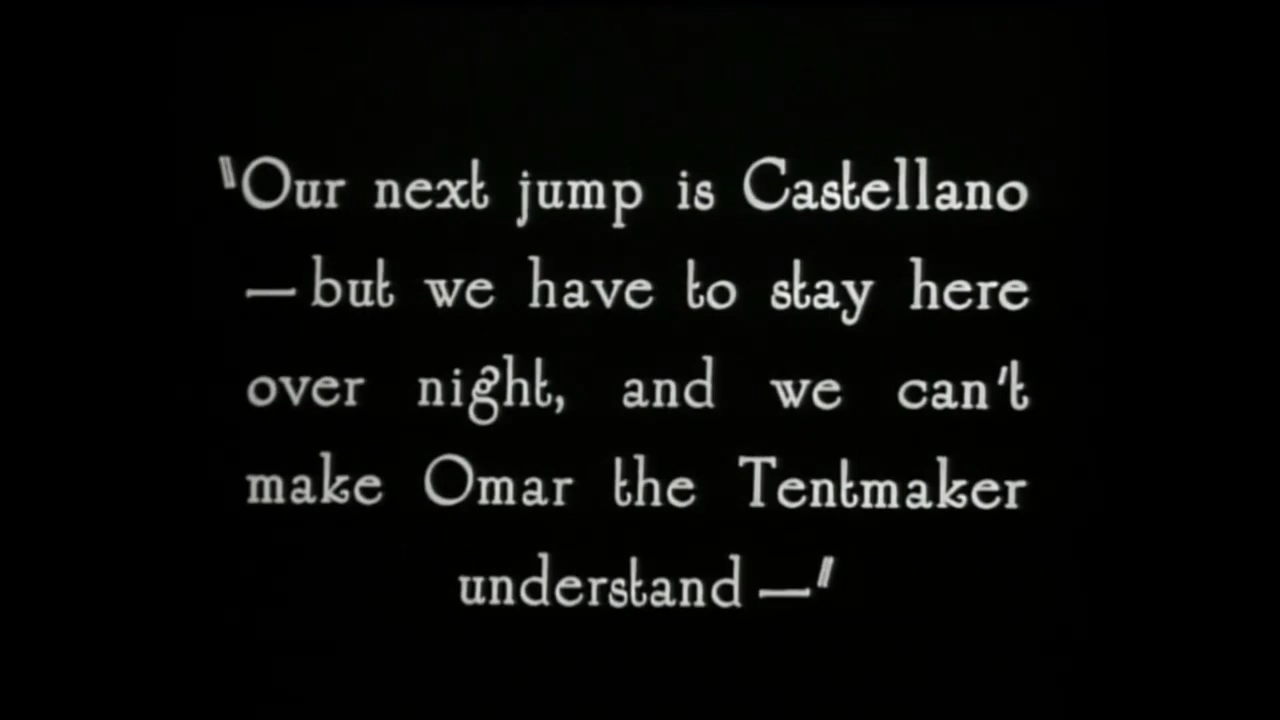 "Our next jump is Castellano
— but we have to stay here
over night, and we can't
make Omar the Tentmaker
understand —"